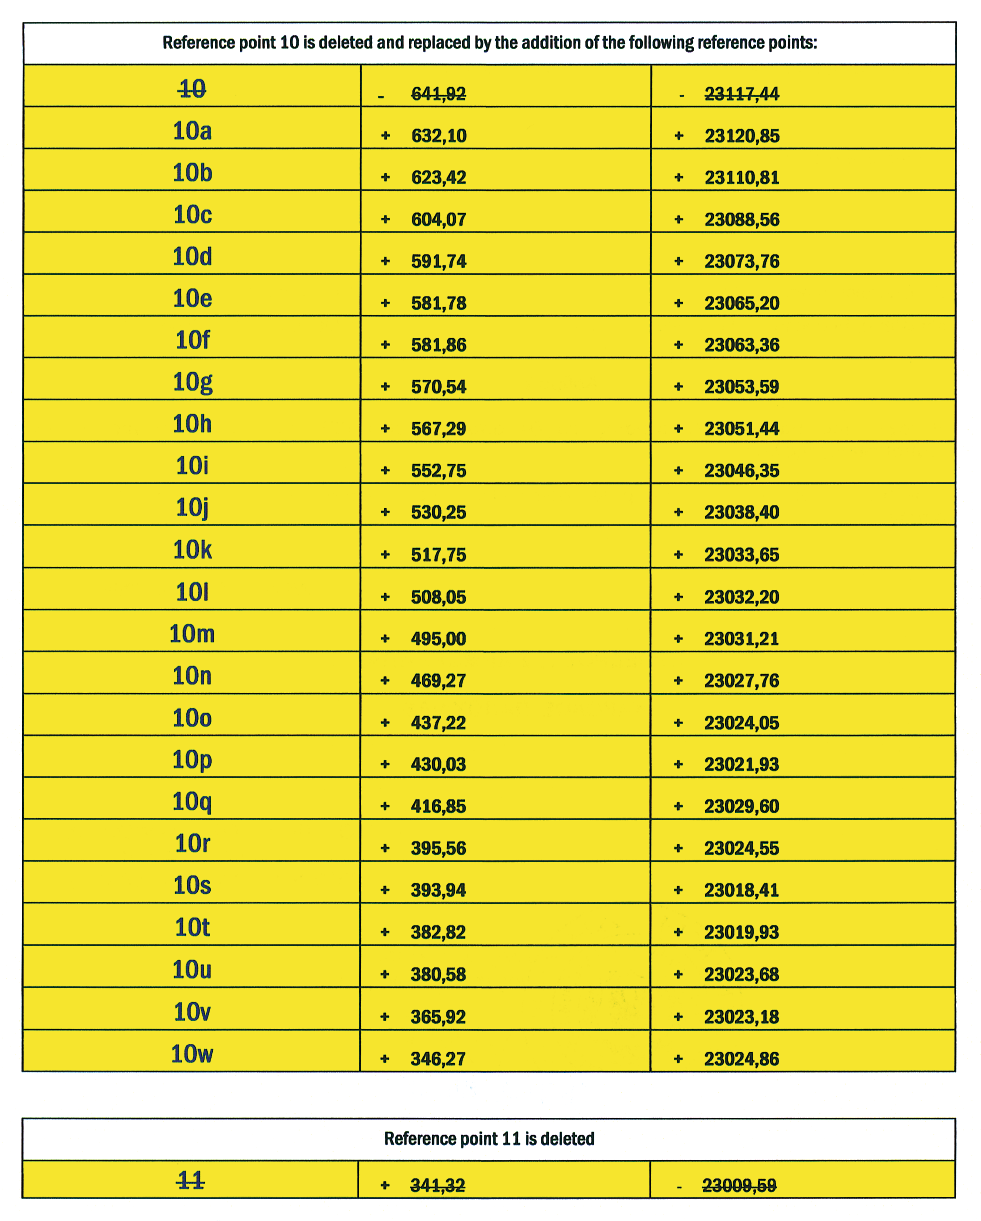 Reference point 10 is deleted and replaced by the addition of the following reference points:
10 - 641,92 - 23117,44
10a + 632,10 + 23120,85
10b + 623,42 + 23110,81
10c + 604,07 + 23088,56
10d + 591,74 + 23073,76
10e + 581,78 + 23065,20
10f + 581,86 + 23063,36
10g + 570,54 + 23053,59
10h + 567,29 + 23051,44
10i + 552,75 + 23046,35
10j + 530,25 + 23038,40
10k + 517,75 + 23033,65
10l + 508,05 + 23032,20
10m + 495,00 + 23031,21
10n + 469,27 + 23027,76
10o + 437,22 + 23024,05
10p + 430,03 + 23021,93
10q + 416,85 + 23029,60
10r + 395,56 + 23024,55
10s + 393,94 + 23018,41
10t + 382,82 + 23019,93
10u + 380,58 + 23023,68
10v + 365,92 + 23023,18
10w + 346,27 + 23024,86
Reference point 11 is deleted
11 + 341,32 - 23009,59